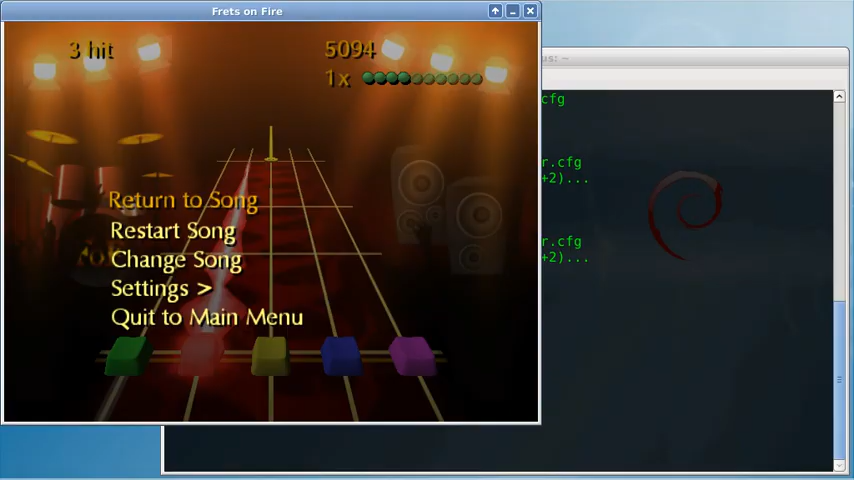 Frets on Fire
3 hit
5094
1x
Return to Song
Restart Song
Change Song
Settings >
Quit to Main Menu
us: ~
cfg
r.cfg
+2)...
r.cfg
+2)...